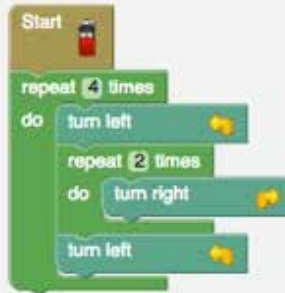 Start
repeat 4 times
do turn left
repeat 2 times
do turn right
turn left